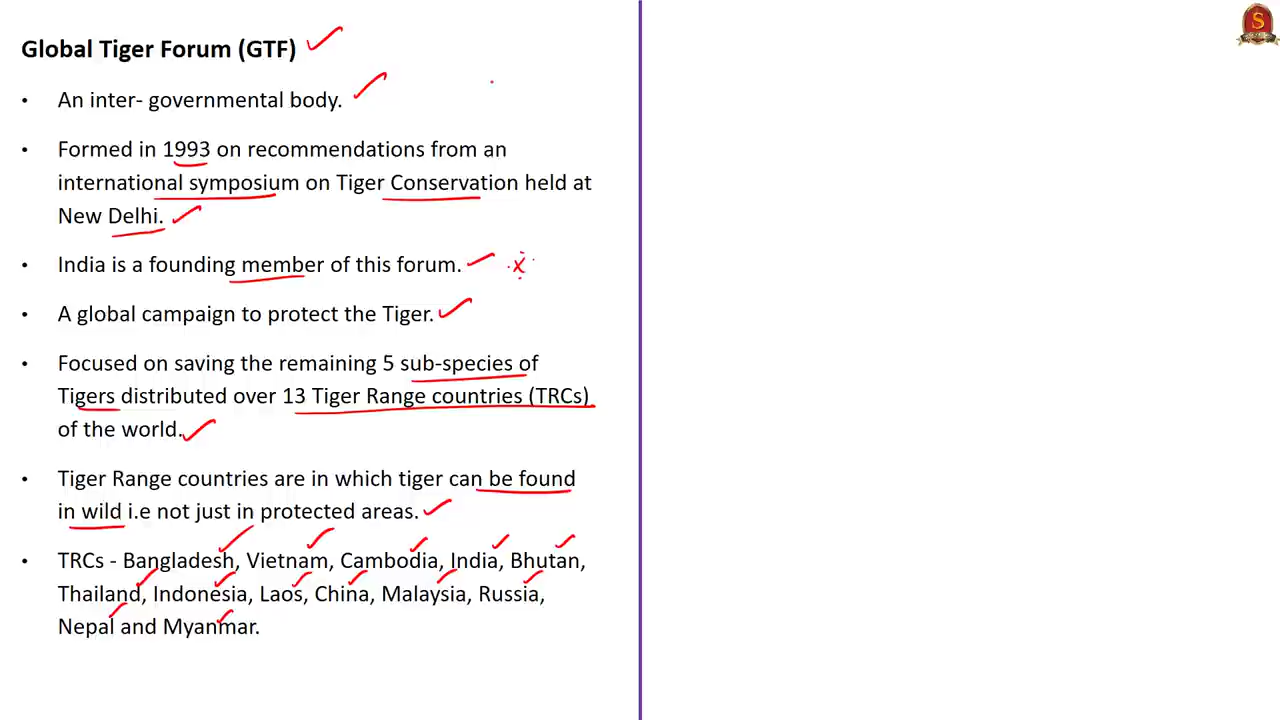 Global Tiger Forum (GTF)
• An inter- governmental body.
• Formed in 1993 on recommendations from an
international symposium on Tiger Conservation held at
New Delhi.
• India is a founding member of this forum.
• A global campaign to protect the Tiger.
• Focused on saving the remaining 5 sub-species of
Tigers distributed over 13 Tiger Range countries (TRCs)
of the world.
• Tiger Range countries are in which tiger can be found
in wild i.e not just in protected areas.
• TRCs - Bangladesh, Vietnam, Cambodia, India, Bhutan,
Thailand, Indonesia, Laos, China, Malaysia, Russia,
Nepal and Myanmar.
S